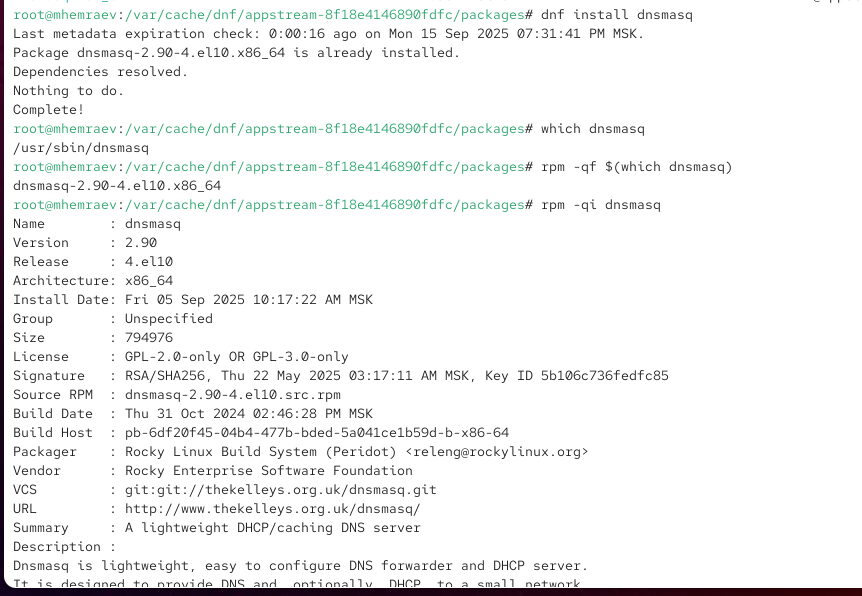 root@mhemraev:/var/cache/dnf/appstream-8f18e4146890fdfc/packages# dnf install dnsmasq
Last metadata expiration check: 0:00:16 ago on Mon 15 Sep 2025 07:31:41 PM MSK.
Package dnsmasq-2.90-4.el10.x86_64 is already installed.
Dependencies resolved.
Nothing to do.
Complete!
root@mhemraev:/var/cache/dnf/appstream-8f18e4146890fdfc/packages# which dnsmasq
/usr/sbin/dnsmasq
root@mhemraev:/var/cache/dnf/appstream-8f18e4146890fdfc/packages# rpm -qf $(which dnsmasq)
dnsmasq-2.90-4.el10.x86_64
root@mhemraev:/var/cache/dnf/appstream-8f18e4146890fdfc/packages# rpm -qi dnsmasq
Name        : dnsmasq
Version     : 2.90
Release     : 4.el10
Architecture: x86_64
Install Date: Fri 05 Sep 2025 10:17:22 AM MSK
Group       : Unspecified
Size        : 794976
License     : GPL-2.0-only OR GPL-3.0-only
Signature   : RSA/SHA256, Thu 22 May 2025 03:17:11 AM MSK, Key ID 5b106c736fedfc85
Source RPM  : dnsmasq-2.90-4.el10.src.rpm
Build Date  : Thu 31 Oct 2024 02:46:28 PM MSK
Build Host  : pb-6df20f45-04b4-477b-bded-5a041ce1b59d-b-x86-64
Packager    : Rocky Linux Build System (Peridot) <releng@rockylinux.org>
Vendor      : Rocky Enterprise Software Foundation
VCS         : git:git://thekelleys.org.uk/dnsmasq.git
URL         : http://www.thekelleys.org.uk/dnsmasq/
Summary     : A lightweight DHCP/caching DNS server
Description :
Dnsmasq is lightweight, easy to configure DNS forwarder and DHCP server.
It is designed to provide DNS and, optionally, DHCP, to a small network.